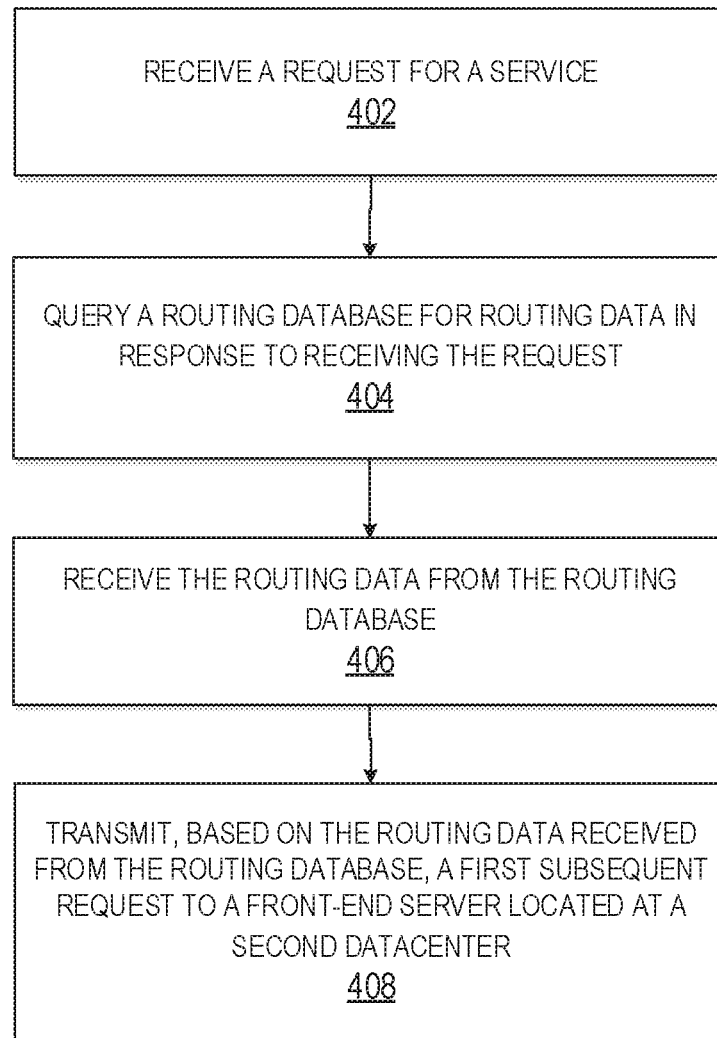 RECEIVE A REQUEST FOR A SERVICE
402
QUERY A ROUTING DATABASE FOR ROUTING DATA IN
RESPONSE TO RECEIVING THE REQUEST
404
RECEIVE THE ROUTING DATA FROM THE ROUTING
DATABASE
406
TRANSMIT, BASED ON THE ROUTING DATA RECEIVED
FROM THE ROUTING DATABASE, A FIRST SUBSEQUENT
REQUEST TO A FRONT-END SERVER LOCATED AT A
SECOND DATACENTER
408